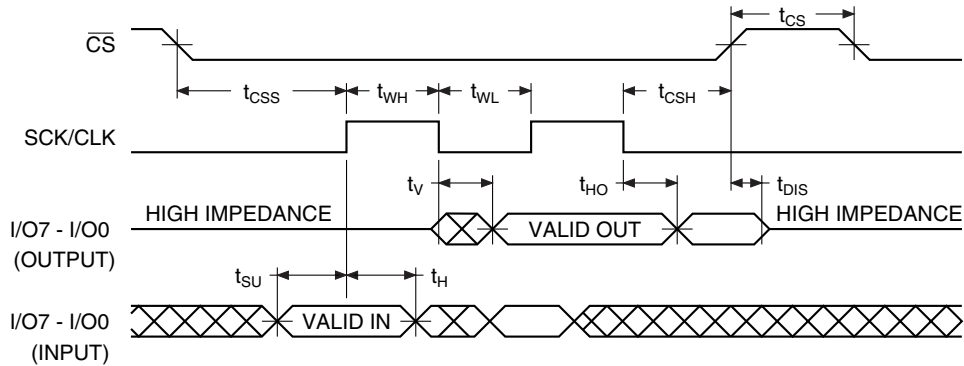 CS
tCS
tCSS
tWH
tWL
tCSH
SCK/CLK
tV
tHO
tDIS
HIGH IMPEDANCE
VALID OUT
HIGH IMPEDANCE
I/O7 - I/O0
(OUTPUT)
tSU
tH
I/O7 - I/O0
(INPUT)
VALID IN